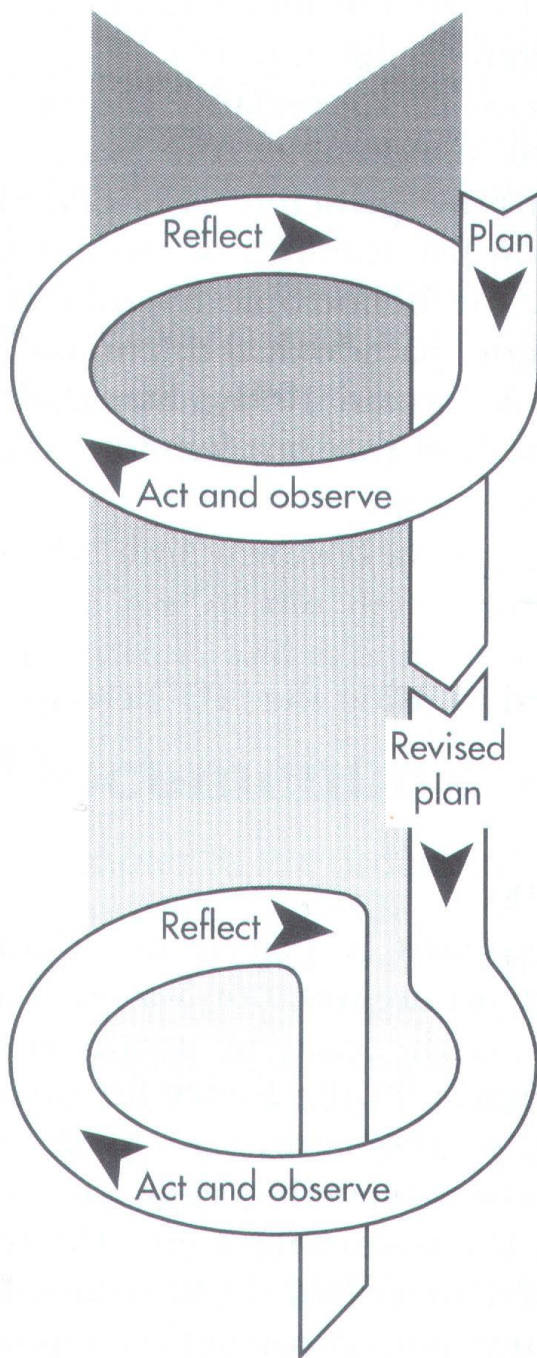 Reflect
Plan
Act and observe
Revised
plan
Reflect
Act and observe